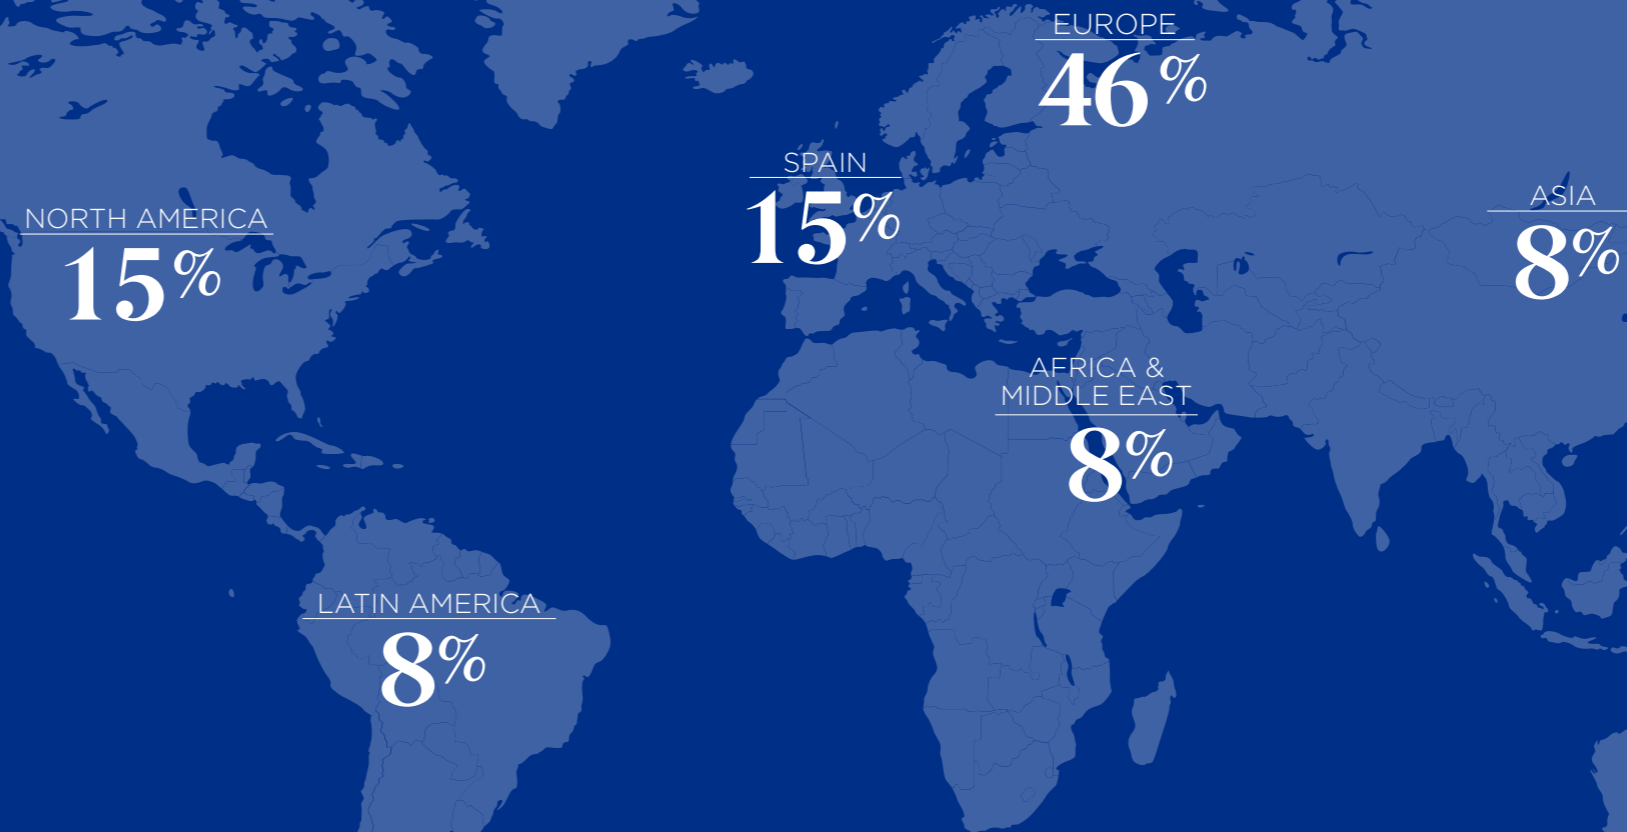 EUROPE
46%
SPAIN
15%
ASIA
8%
NORTH AMERICA
15%
AFRICA &
MIDDLE EAST
8%
LATIN AMERICA
8%